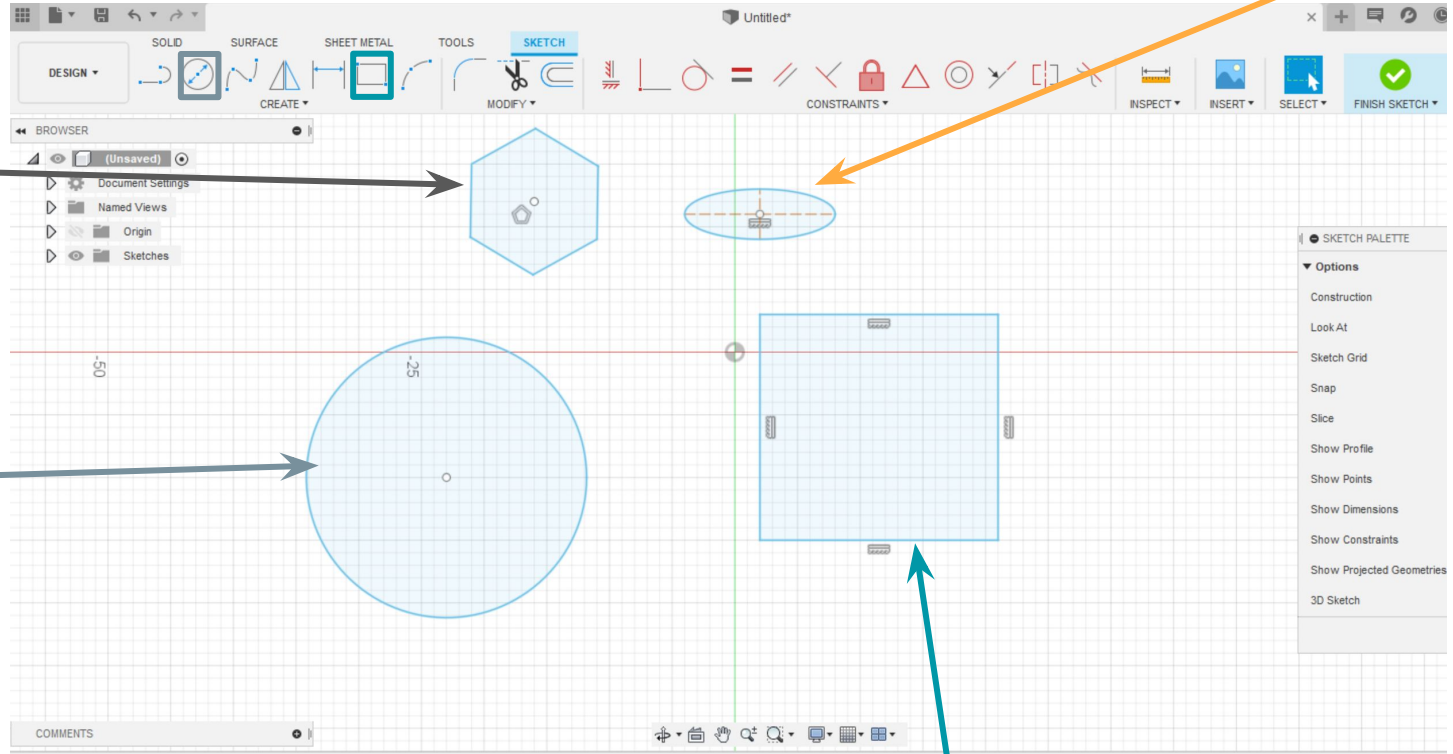 Untitled*
SOLID SURFACE SHEET METAL TOOLS SKETCH
DESIGN
CREATE MODIFY CONSTRAINTS INSPECT INSERT SELECT FINISH SKETCH
BROWSER
(Unsaved)
Document Settings
Named Views
Origin
Sketches
-50
-25
SKETCH PALETTE
Options
Construction
Look At
Sketch Grid
Snap
Slice
Show Profile
Show Points
Show Dimensions
Show Constraints
Show Projected Geometries
3D Sketch
COMMENTS